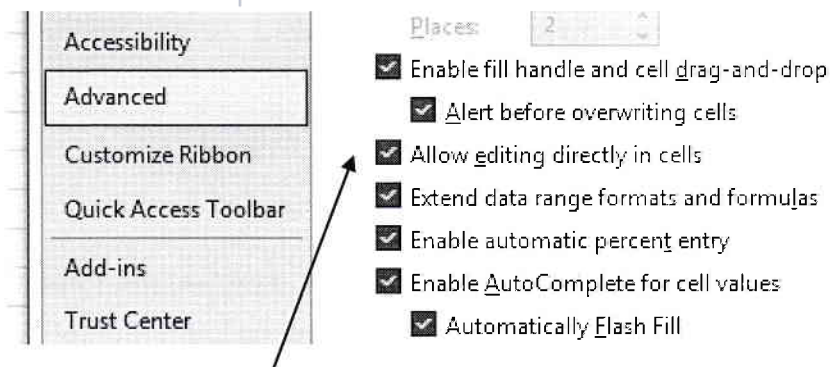 Accessibility
Advanced
Customize Ribbon
Quick Access Toolbar
Add-ins
Trust Center
Places: 2
Enable fill handle and cell drag-and-drop
Alert before overwriting cells
Allow editing directly in cells
Extend data range formats and formulas
Enable automatic percent entry
Enable AutoComplete for cell values
Automatically Flash Fill